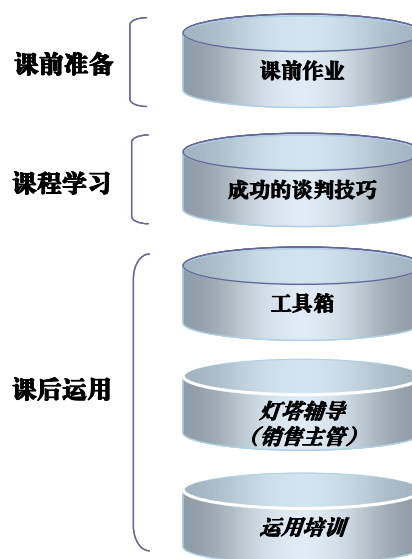 课前准备
课前作业
课程学习
成功的谈判技巧
课后运用
工具箱
灯塔辅导
（销售主管）
运用培训